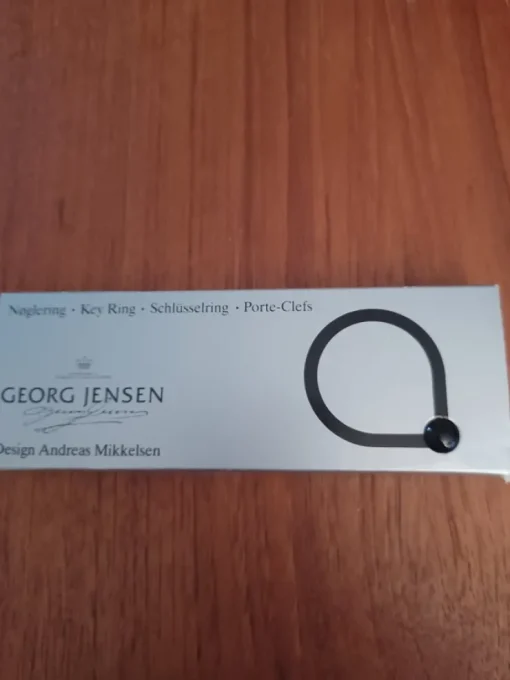 Nøglering · Key Ring · Schlüsselring · Porte-Clefs
GEORG JENSEN
Design Andreas Mikkelsen